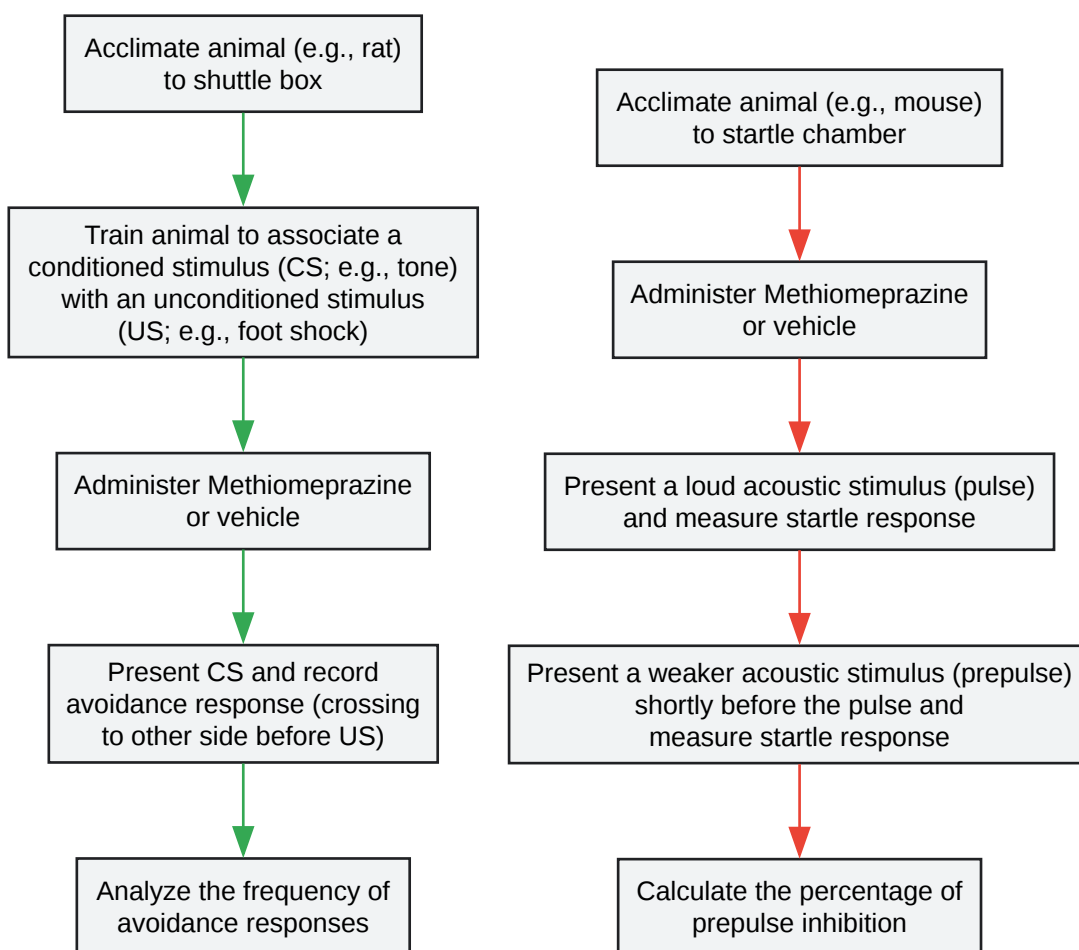 Acclimate animal (e.g., rat)
to shuttle box
Train animal to associate a
conditioned stimulus (CS; e.g., tone)
with an unconditioned stimulus
(US; e.g., foot shock)
Administer Methiomeprazine
or vehicle
Present CS and record
avoidance response (crossing
to other side before US)
Analyze the frequency of
avoidance responses
Acclimate animal (e.g., mouse)
to startle chamber
Administer Methiomeprazine
or vehicle
Present a loud acoustic stimulus (pulse)
and measure startle response
Present a weaker acoustic stimulus (prepulse)
shortly before the pulse and
measure startle response
Calculate the percentage of
prepulse inhibition